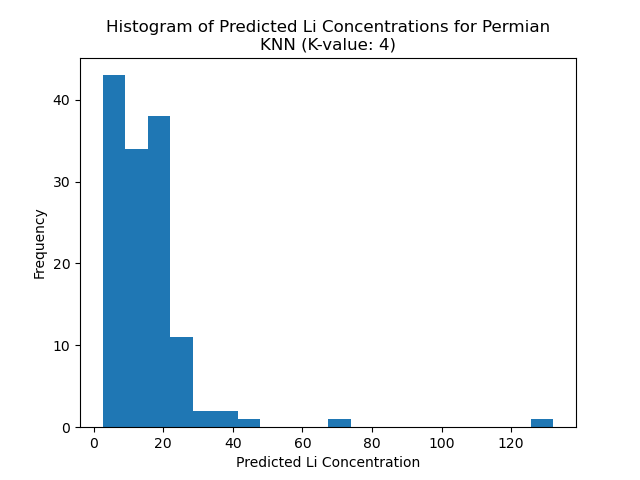 Histogram of Predicted Li Concentrations for Permian
KNN (K-value: 4)
40
30
20
10
0
Frequency
0 20 40 60 80 100 120
Predicted Li Concentration